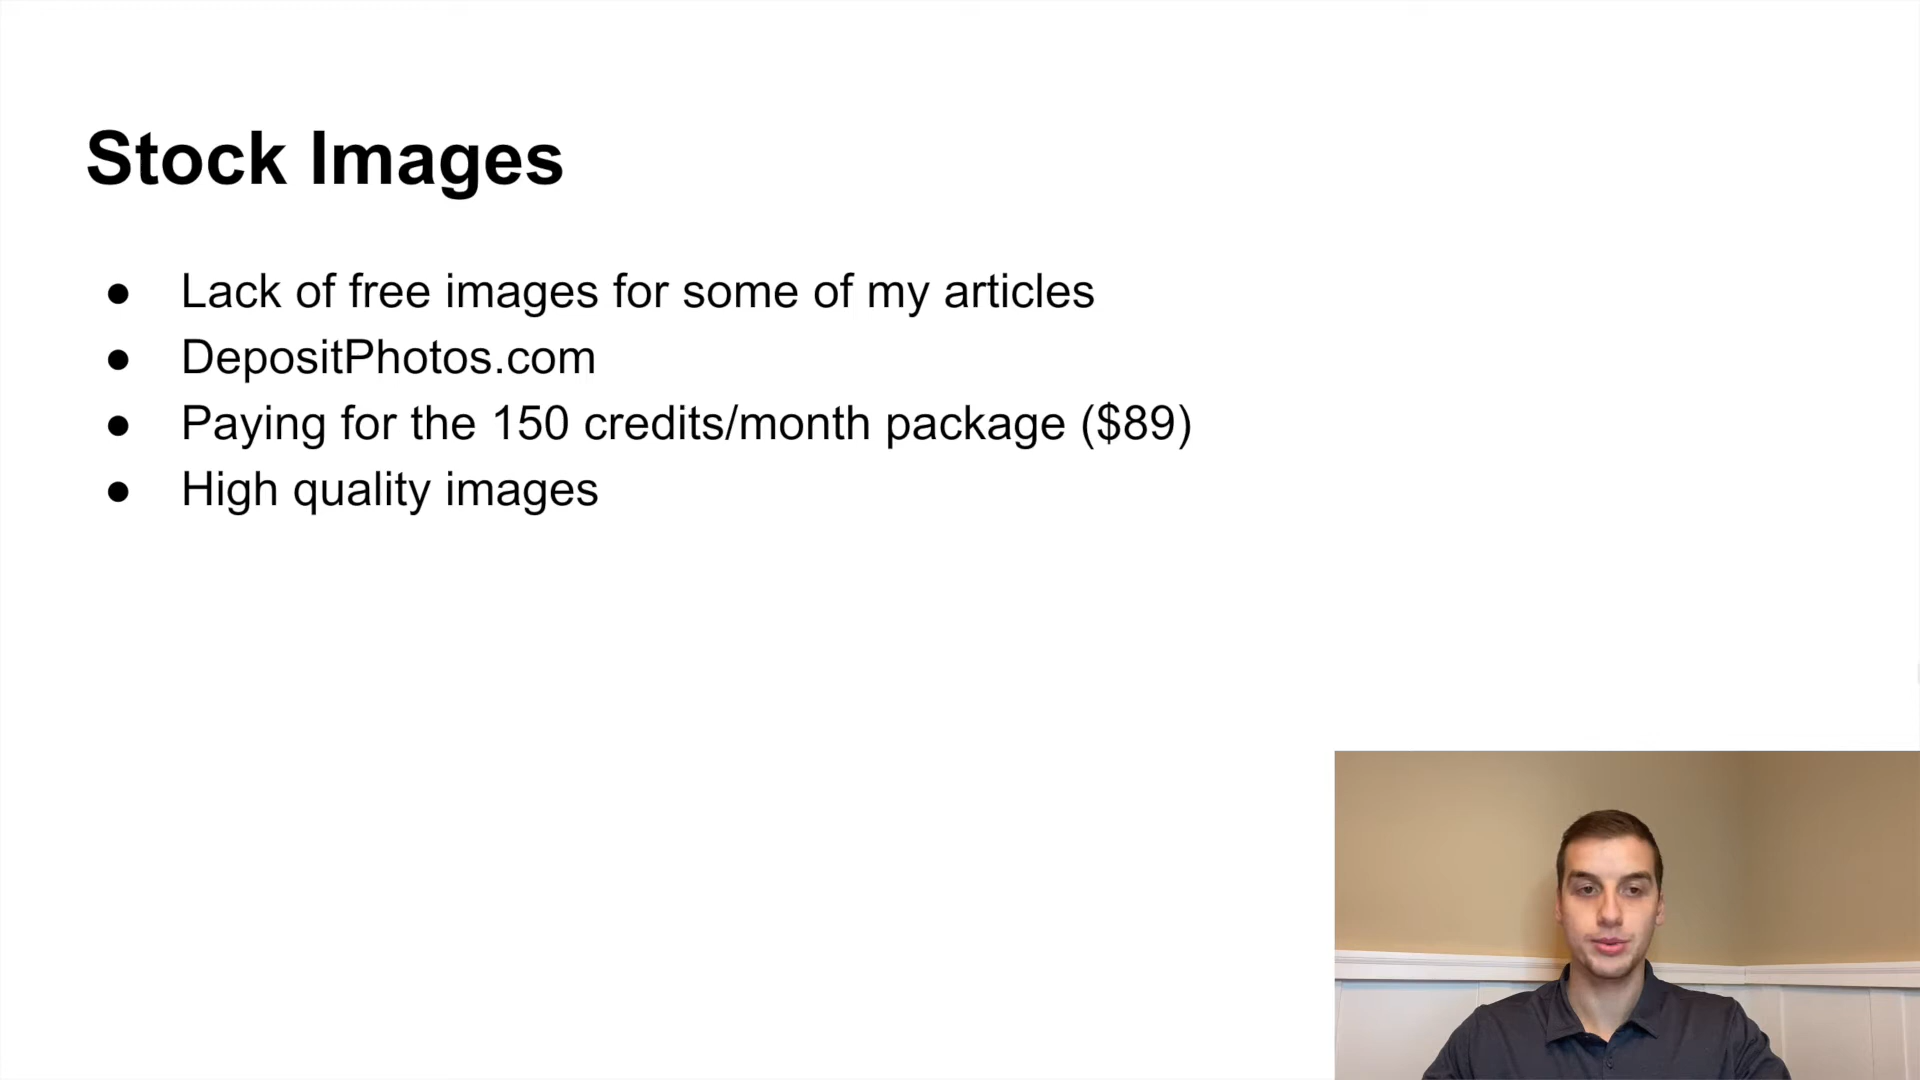 Stock Images
● Lack of free images for some of my articles
● DepositPhotos.com
● Paying for the 150 credits/month package ($89)
● High quality images